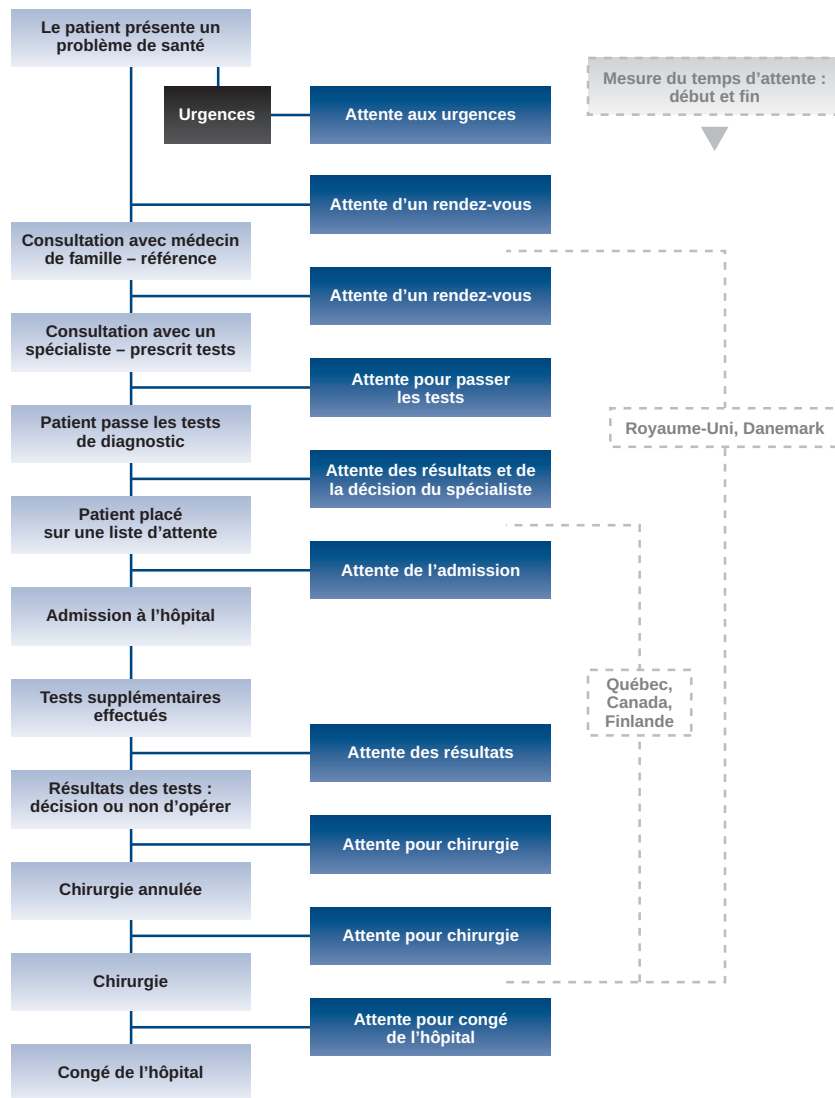 Le patient présente un
problème de santé
Mesure du temps d'attente :
début et fin
Urgences
Attente aux urgences
Attente d'un rendez-vous
Consultation avec médecin
de famille – référence
Attente d'un rendez-vous
Consultation avec un
spécialiste – prescrit tests
Attente pour passer
les tests
Patient passe les tests
de diagnostic
Royaume-Uni, Danemark
Attente des résultats et de
la décision du spécialiste
Patient placé
sur une liste d'attente
Attente de l'admission
Admission à l'hôpital
Québec,
Canada,
Finlande
Tests supplémentaires
effectués
Attente des résultats
Résultats des tests :
décision ou non d'opérer
Attente pour chirurgie
Chirurgie annulée
Attente pour chirurgie
Chirurgie
Attente pour congé
de l'hôpital
Congé de l'hôpital